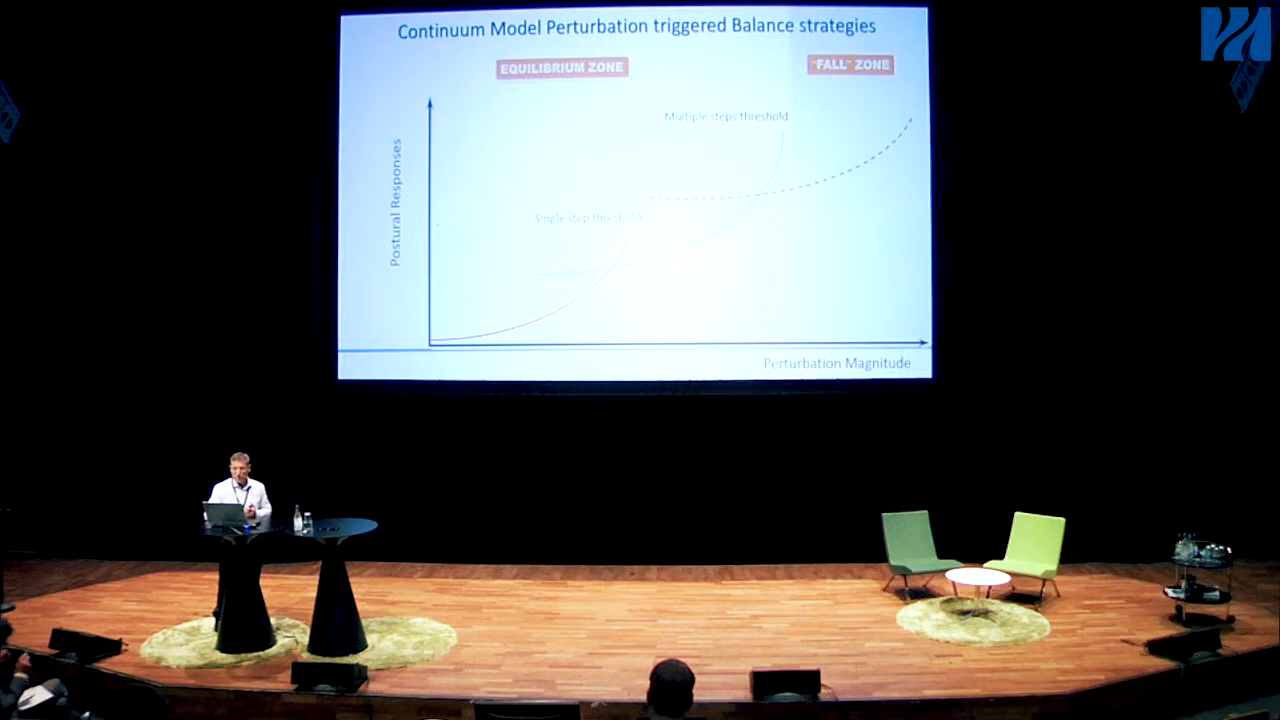 Continuum Model Perturbation triggered Balance strategies
EQUILIBRIUM ZONE
"FALL" ZONE
Multiple steps threshold
Postural Responses
Single step threshold
Perturbation Magnitude